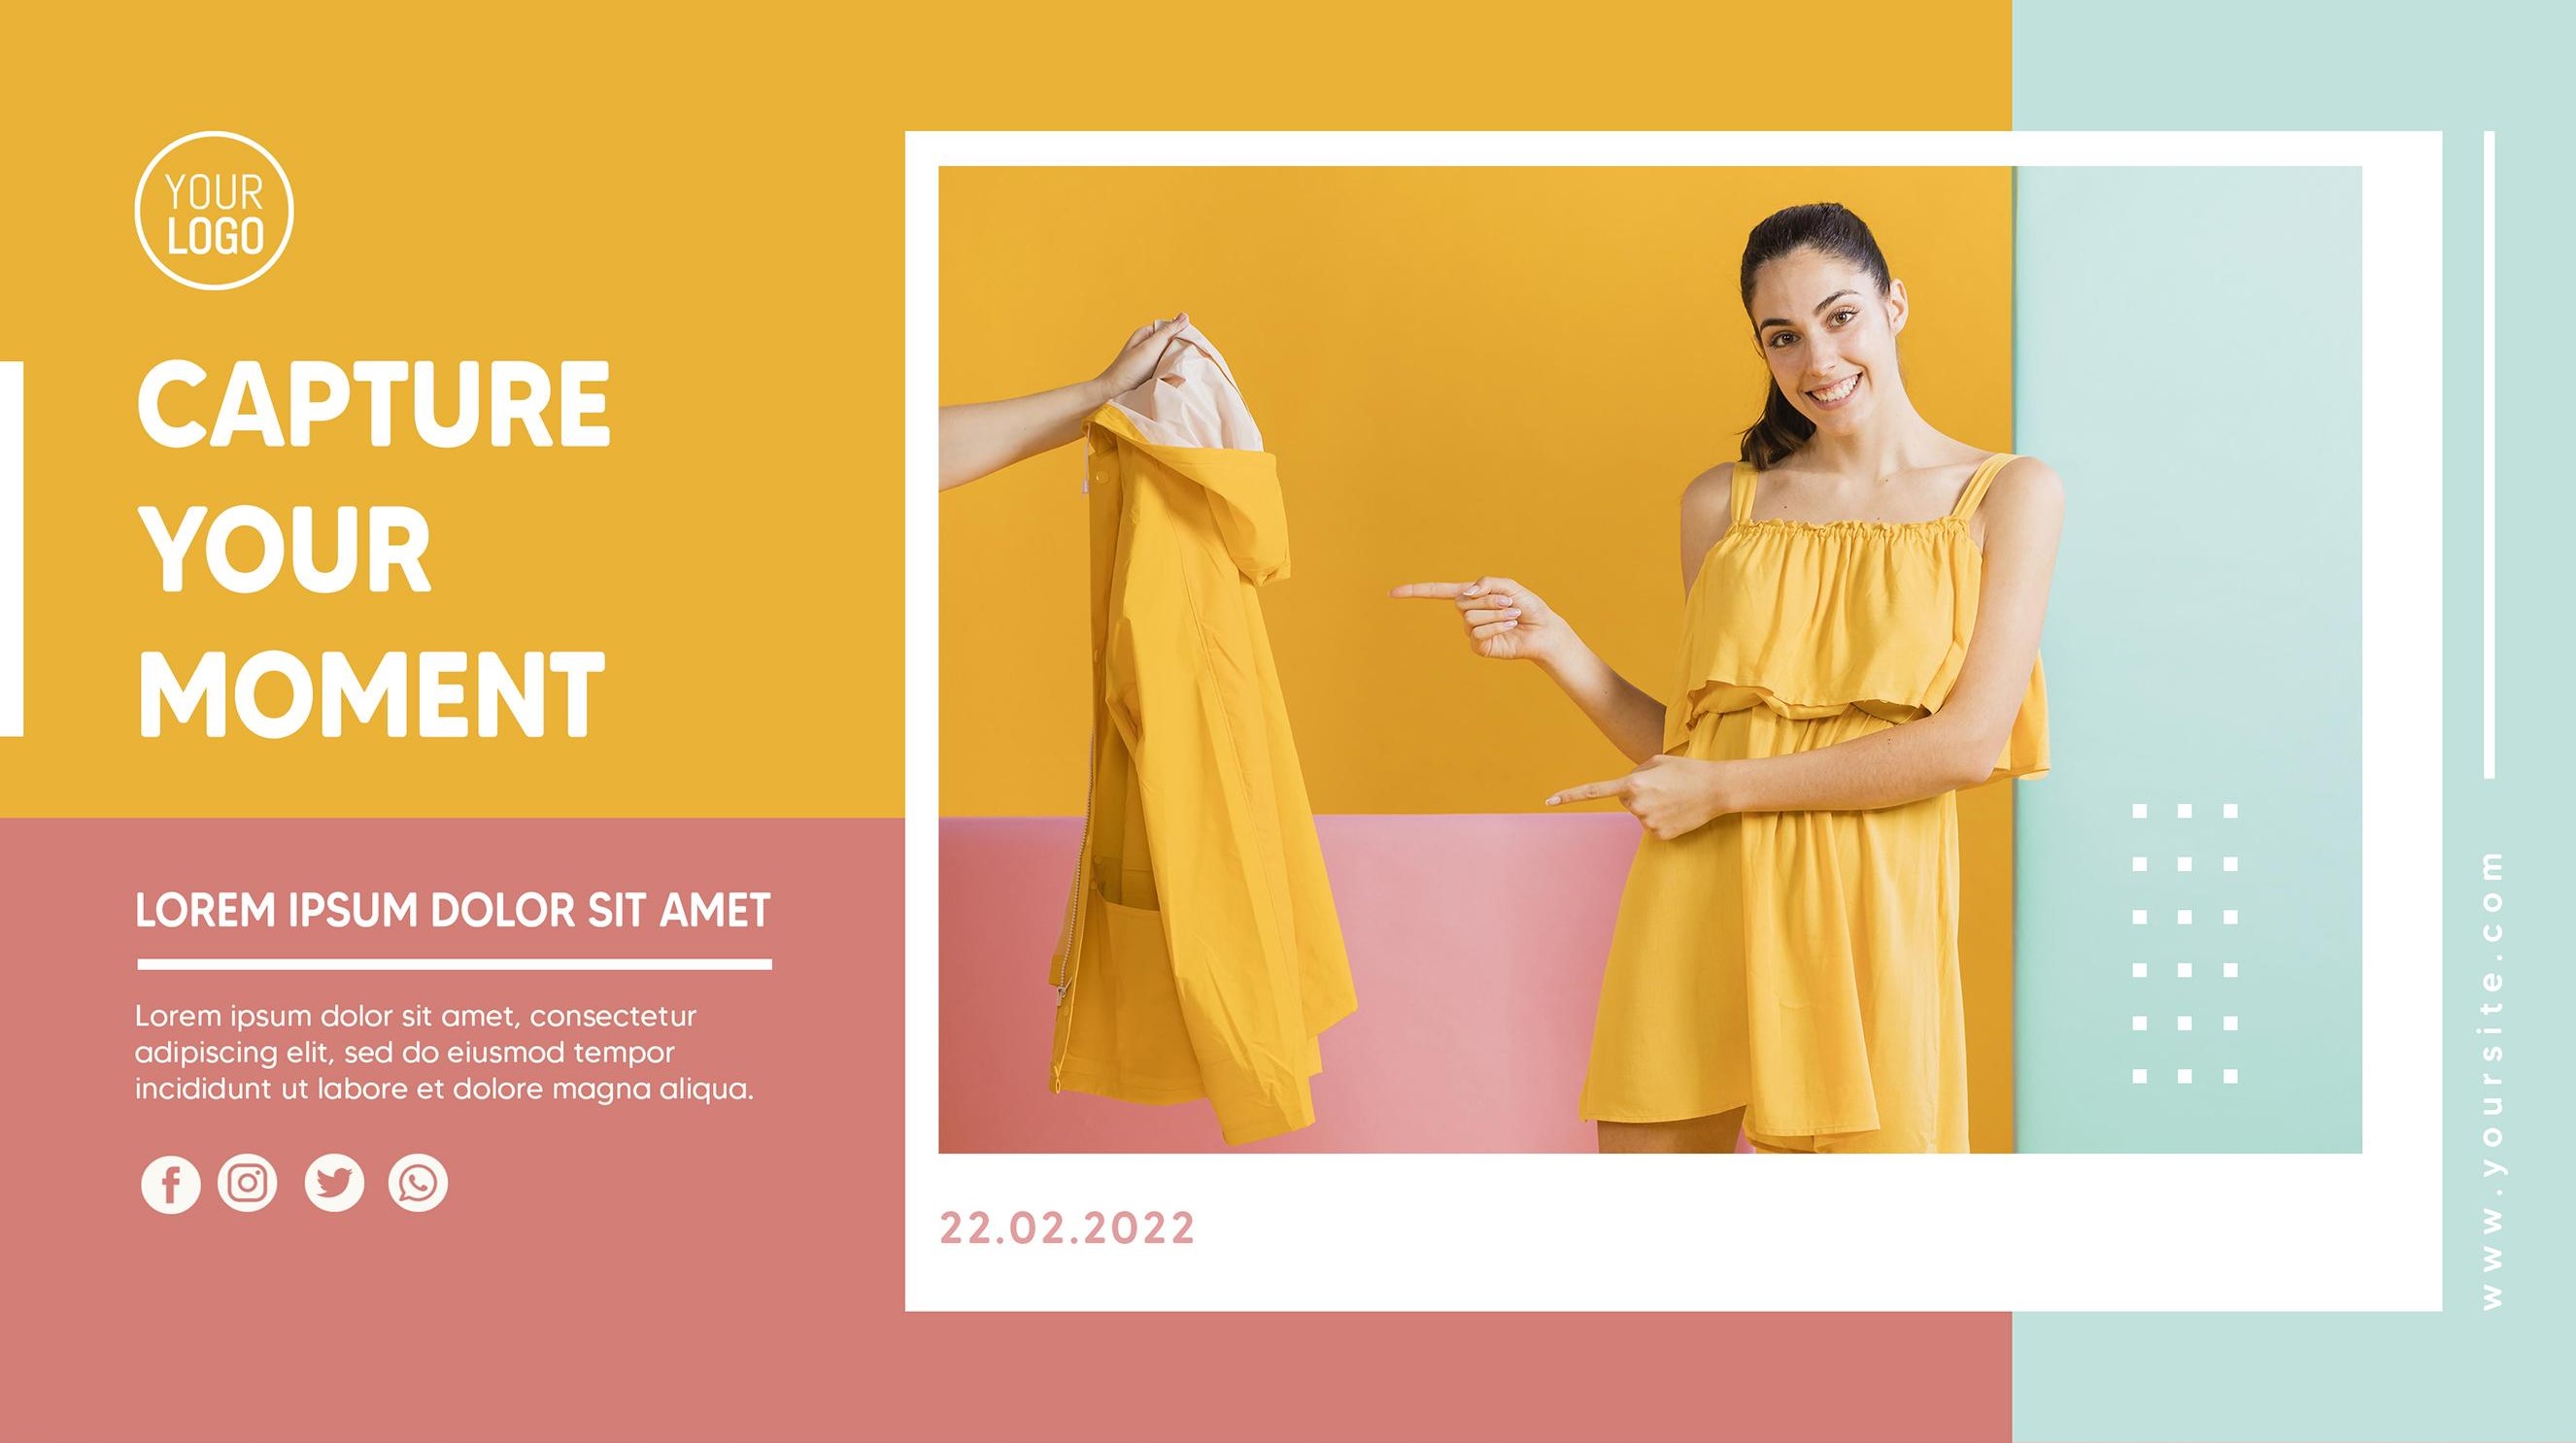 YOUR
LOGO
CAPTURE
YOUR
MOMENT
LOREM IPSUM DOLOR SIT AMET
Lorem ipsum dolor sit amet, consectetur
adipiscing elit, sed do eiusmod tempor
incididunt ut labore et dolore magna aliqua.
22.02.2022
www.yoursite.com